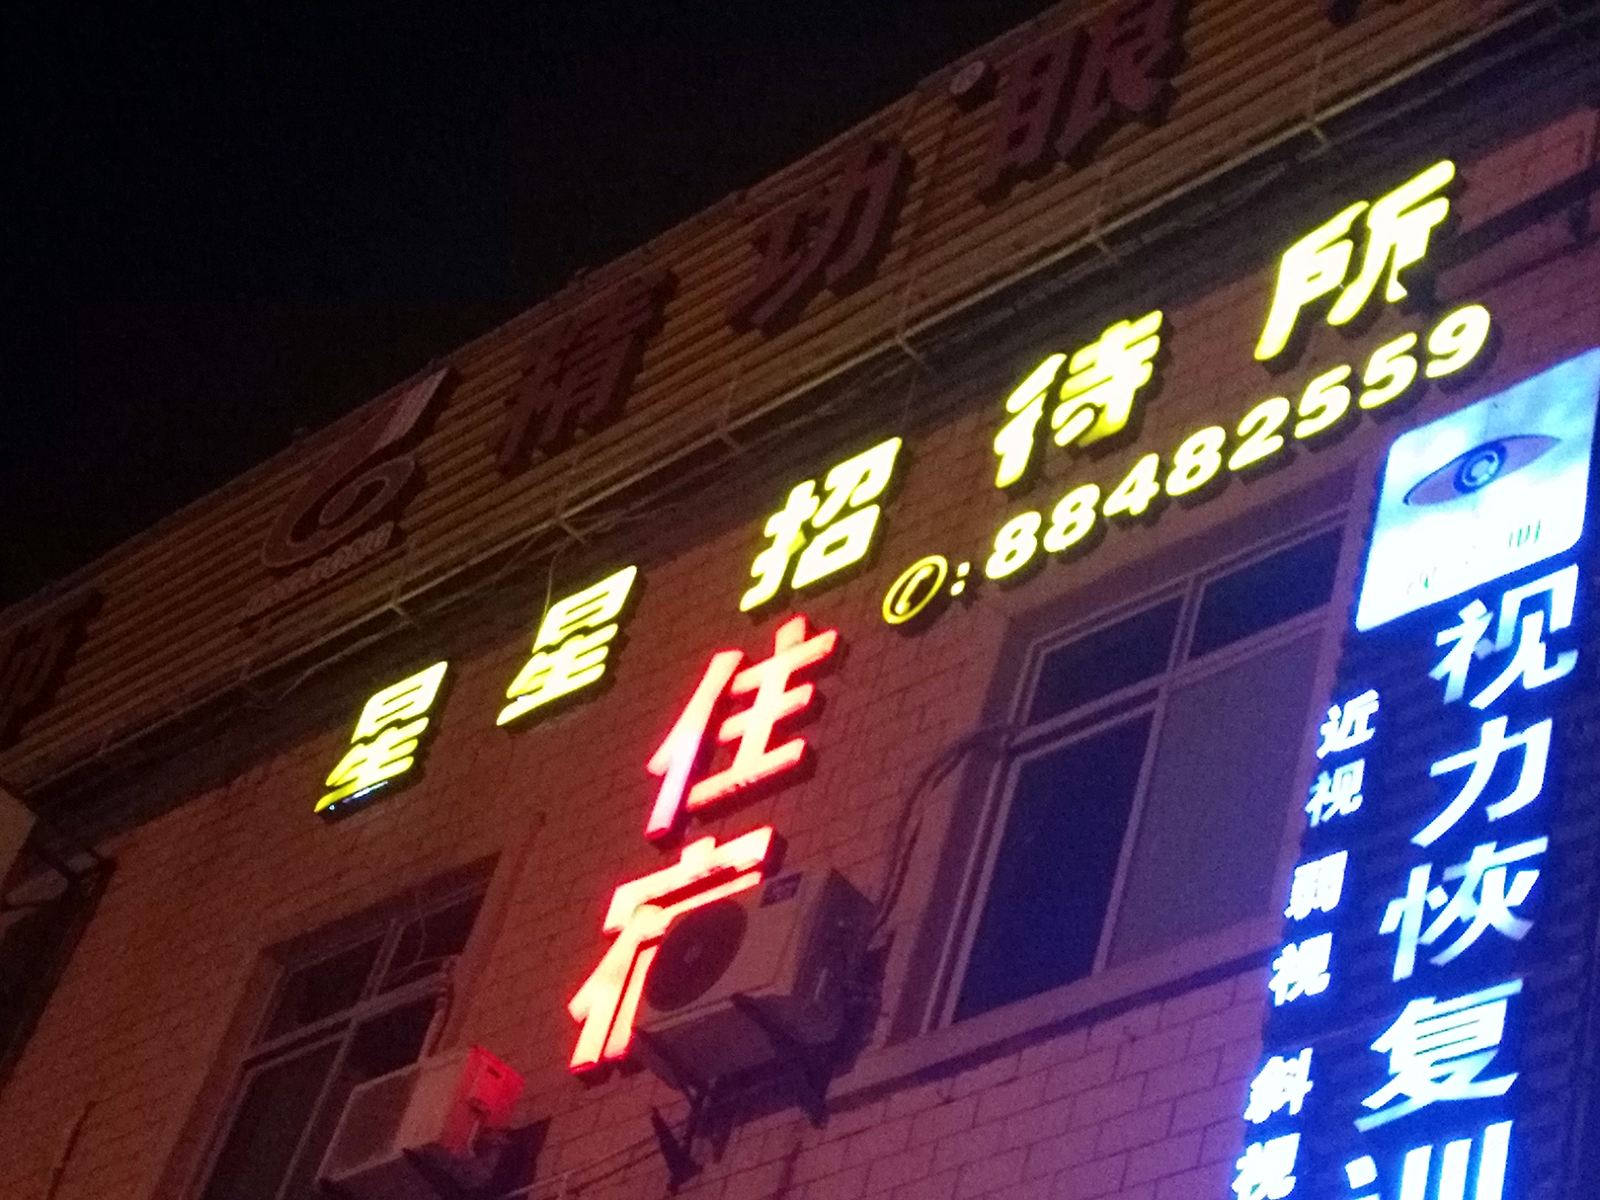 精功眼
星星招待所
✆:88482559
住宿
视力恢复训
近视 弱视 斜视